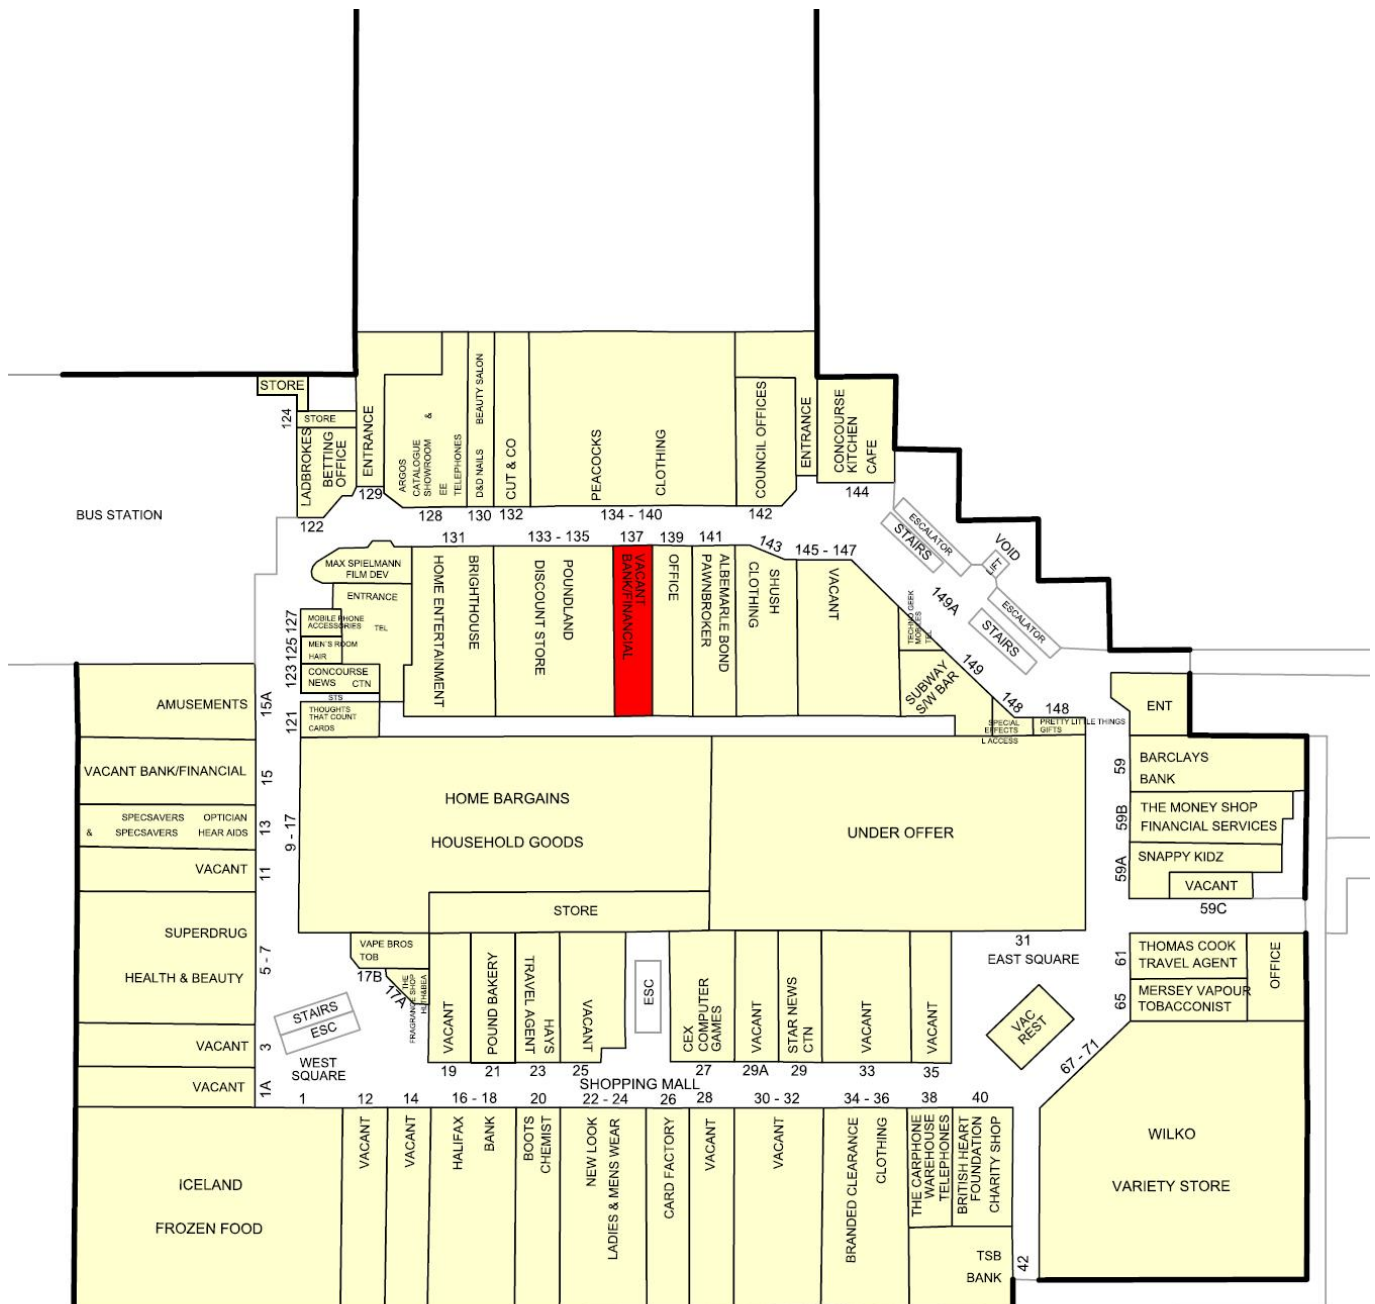 STORE
124
STORE
LADBROKES
BETTING
OFFICE
122
ENTRANCE
129
ARGOS
CATALOGUE
SHOWROOM &
EE
TELEPHONES
128
D&D NAILS BEAUTY SALON
130
CUT & CO
132
PEACOCKS
CLOTHING
134 - 140
COUNCIL OFFICES
142
ENTRANCE
CONCOURSE
KITCHEN
CAFE
144
BUS STATION
ESCALATOR
STAIRS
VOID
LIFT
ESCALATOR
STAIRS
149A
MAX SPIELMANN
FILM DEV
ENTRANCE
127
MOBILE PHONE
ACCESSORIES TEL
125
MEN'S ROOM
HAIR
123
CONCOURSE
NEWS CTN
STS
121
THOUGHTS
THAT COUNT
CARDS
131
BRIGHTHOUSE
HOME ENTERTAINMENT
133 - 135
POUNDLAND
DISCOUNT STORE
137
VACANT
BANK/FINANCIAL
139
OFFICE
141
ALBEMARLE BOND
PAWNBROKER
143
SHUSH
CLOTHING
145 - 147
VACANT
TECHNO GEEK
MOBILES
TEL
149
SUBWAY
S/W BAR
148
SPECIAL
EFFECTS
L ACCESS
148
PRETTY LITTLE THINGS
GIFTS
ENT
AMUSEMENTS
15A
VACANT BANK/FINANCIAL
15
SPECSAVERS OPTICIAN
& SPECSAVERS HEAR AIDS
13
VACANT
11
SUPERDRUG
HEALTH & BEAUTY
5 - 7
VACANT
3
VACANT
1A
9 - 17
HOME BARGAINS
HOUSEHOLD GOODS
STORE
UNDER OFFER
31
EAST SQUARE
59
BARCLAYS
BANK
59B
THE MONEY SHOP
FINANCIAL SERVICES
59A
SNAPPY KIDZ
VACANT
59C
61
THOMAS COOK
TRAVEL AGENT
65
MERSEY VAPOUR
TOBACCONIST
OFFICE
VAPE BROS
TOB
17B
17A
THE
FRAGRANCE SHOP
HLTH&BEA
VACANT
19
POUND BAKERY
21
HAYS
TRAVEL AGENT
23
VACANT
25
ESC
CEX
COMPUTER
GAMES
27
VACANT
29A
STAR NEWS
CTN
29
VACANT
33
VACANT
35
STAIRS
ESC
WEST
SQUARE
VAC
REST
SHOPPING MALL
67 - 71
WILKO
VARIETY STORE
1
ICELAND
FROZEN FOOD
12
VACANT
14
VACANT
16 - 18
HALIFAX
BANK
20
BOOTS
CHEMIST
22 - 24
NEW LOOK
LADIES & MENS WEAR
26
CARD FACTORY
28
VACANT
30 - 32
VACANT
34 - 36
BRANDED CLEARANCE
CLOTHING
38
THE CARPHONE
WAREHOUSE
TELEPHONES
40
BRITISH HEART
FOUNDATION
CHARITY SHOP
TSB
BANK
42